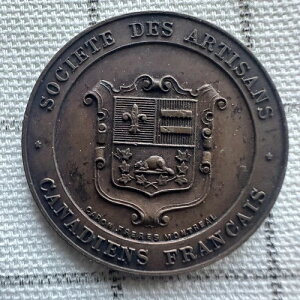 SOCIETE DES ARTISANS
CARON FRERES MONTREAL
CANADIENS FRANCAIS